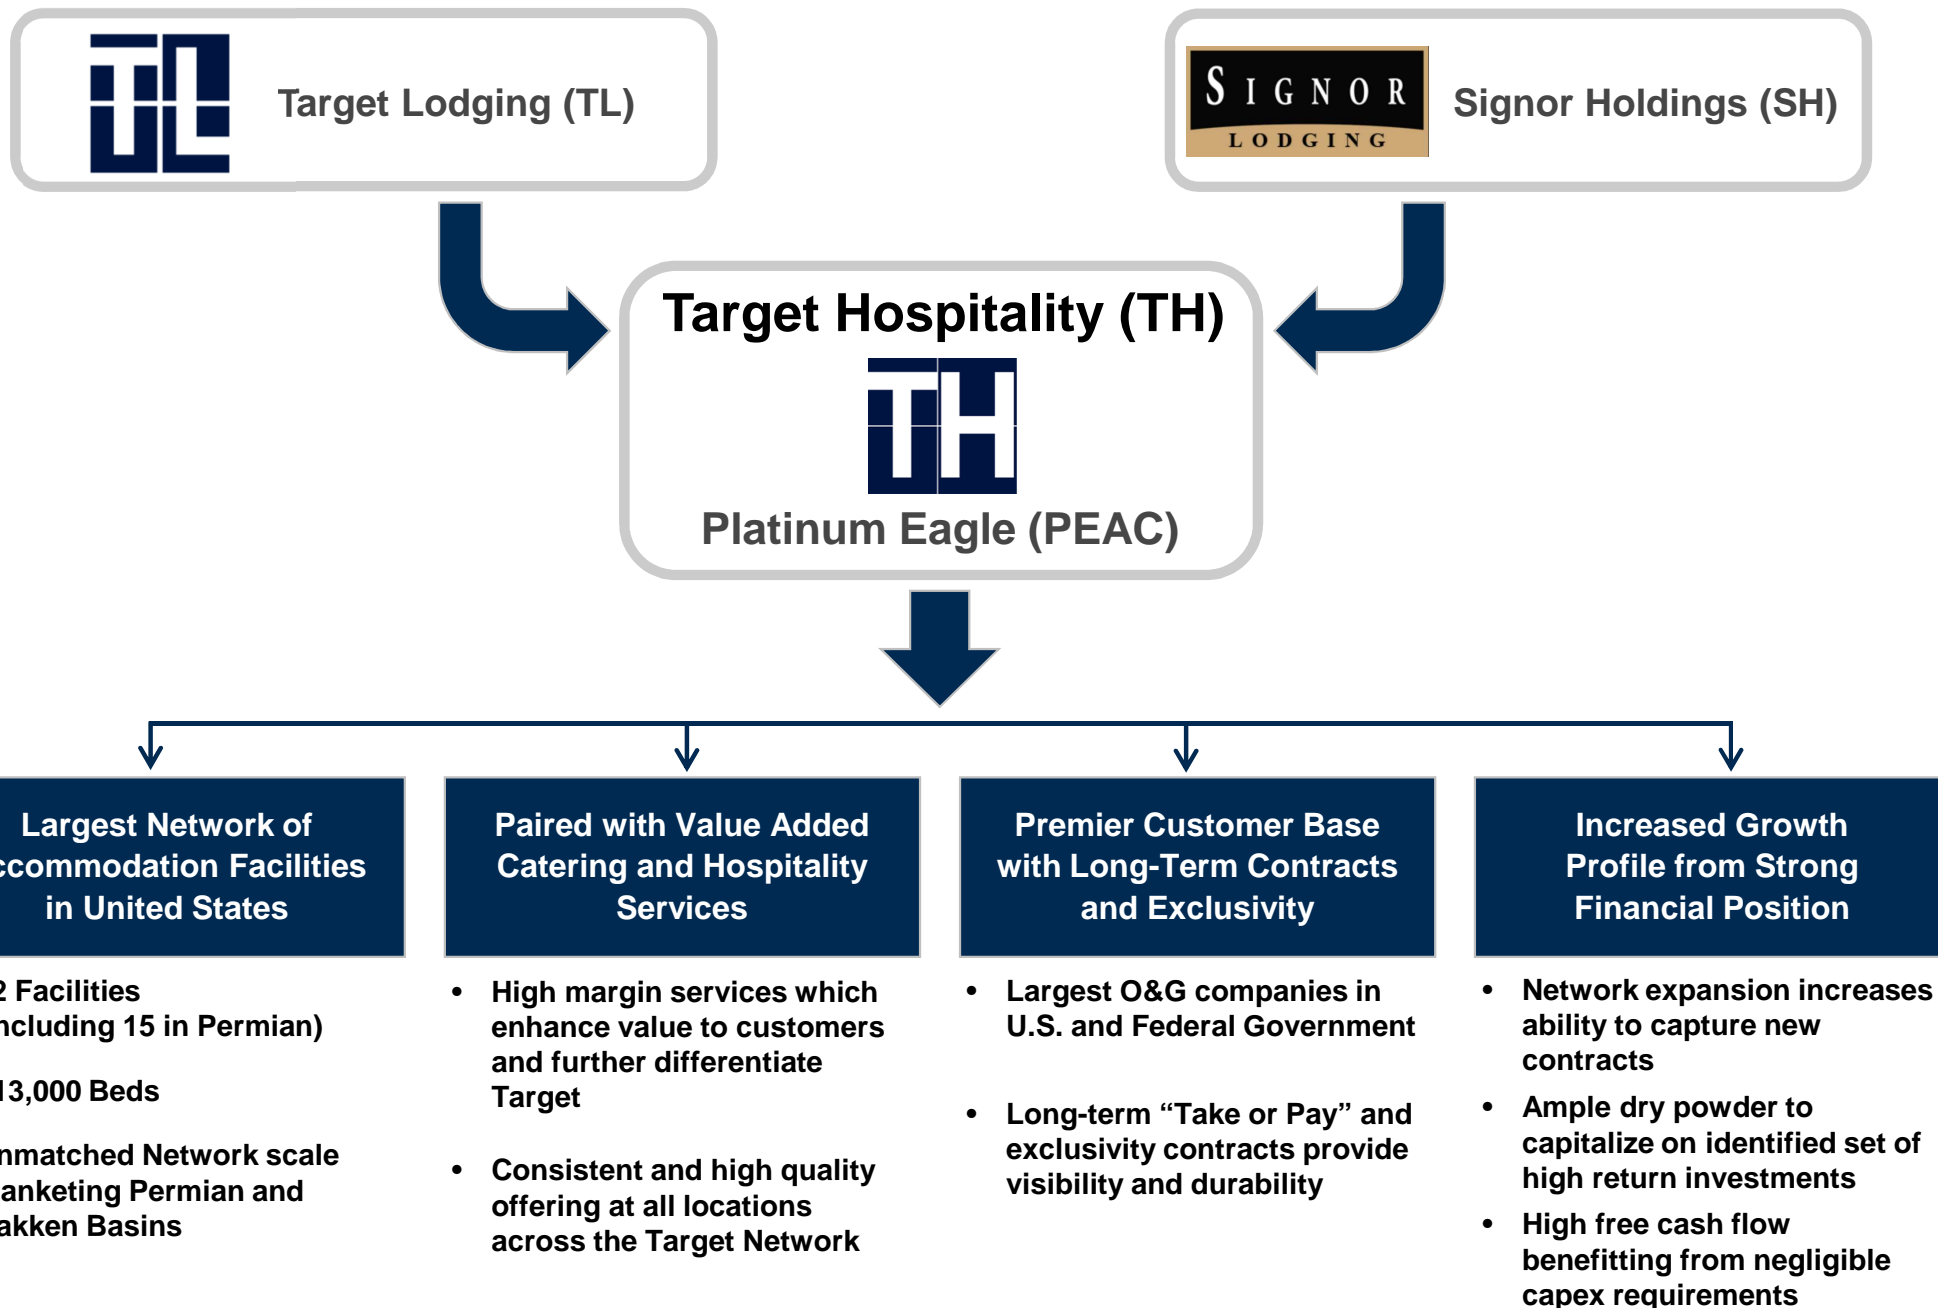 TL
Target Lodging (TL)
SIGNOR
LODGING
Signor Holdings (SH)
Target Hospitality (TH)
TH
Platinum Eagle (PEAC)
Largest Network of
ccommodation Facilities
in United States
2 Facilities
ncluding 15 in Permian)
13,000 Beds
nmatched Network scale
anketing Permian and
akken Basins
Paired with Value Added
Catering and Hospitality
Services
• High margin services which
enhance value to customers
and further differentiate
Target
• Consistent and high quality
offering at all locations
across the Target Network
Premier Customer Base
with Long-Term Contracts
and Exclusivity
• Largest O&G companies in
U.S. and Federal Government
• Long-term “Take or Pay” and
exclusivity contracts provide
visibility and durability
Increased Growth
Profile from Strong
Financial Position
• Network expansion increases
ability to capture new
contracts
• Ample dry powder to
capitalize on identified set of
high return investments
• High free cash flow
benefitting from negligible
capex requirements